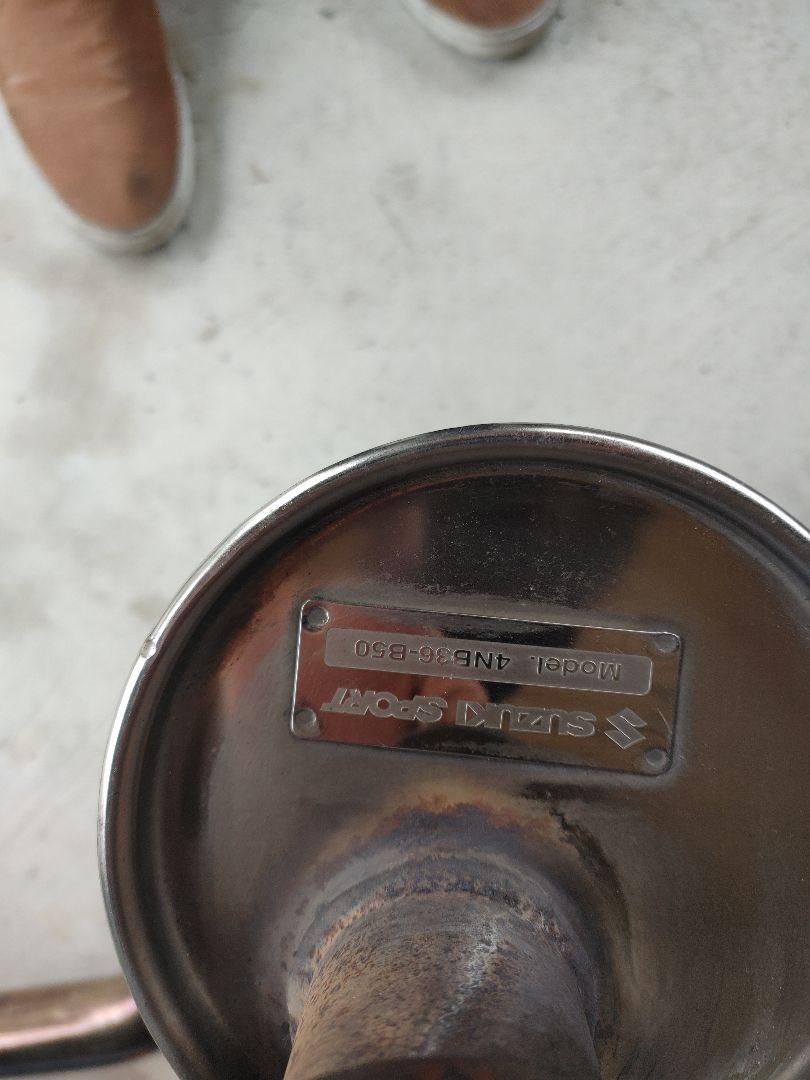 SUZUKI SPORT
Model. 4NB36-B50